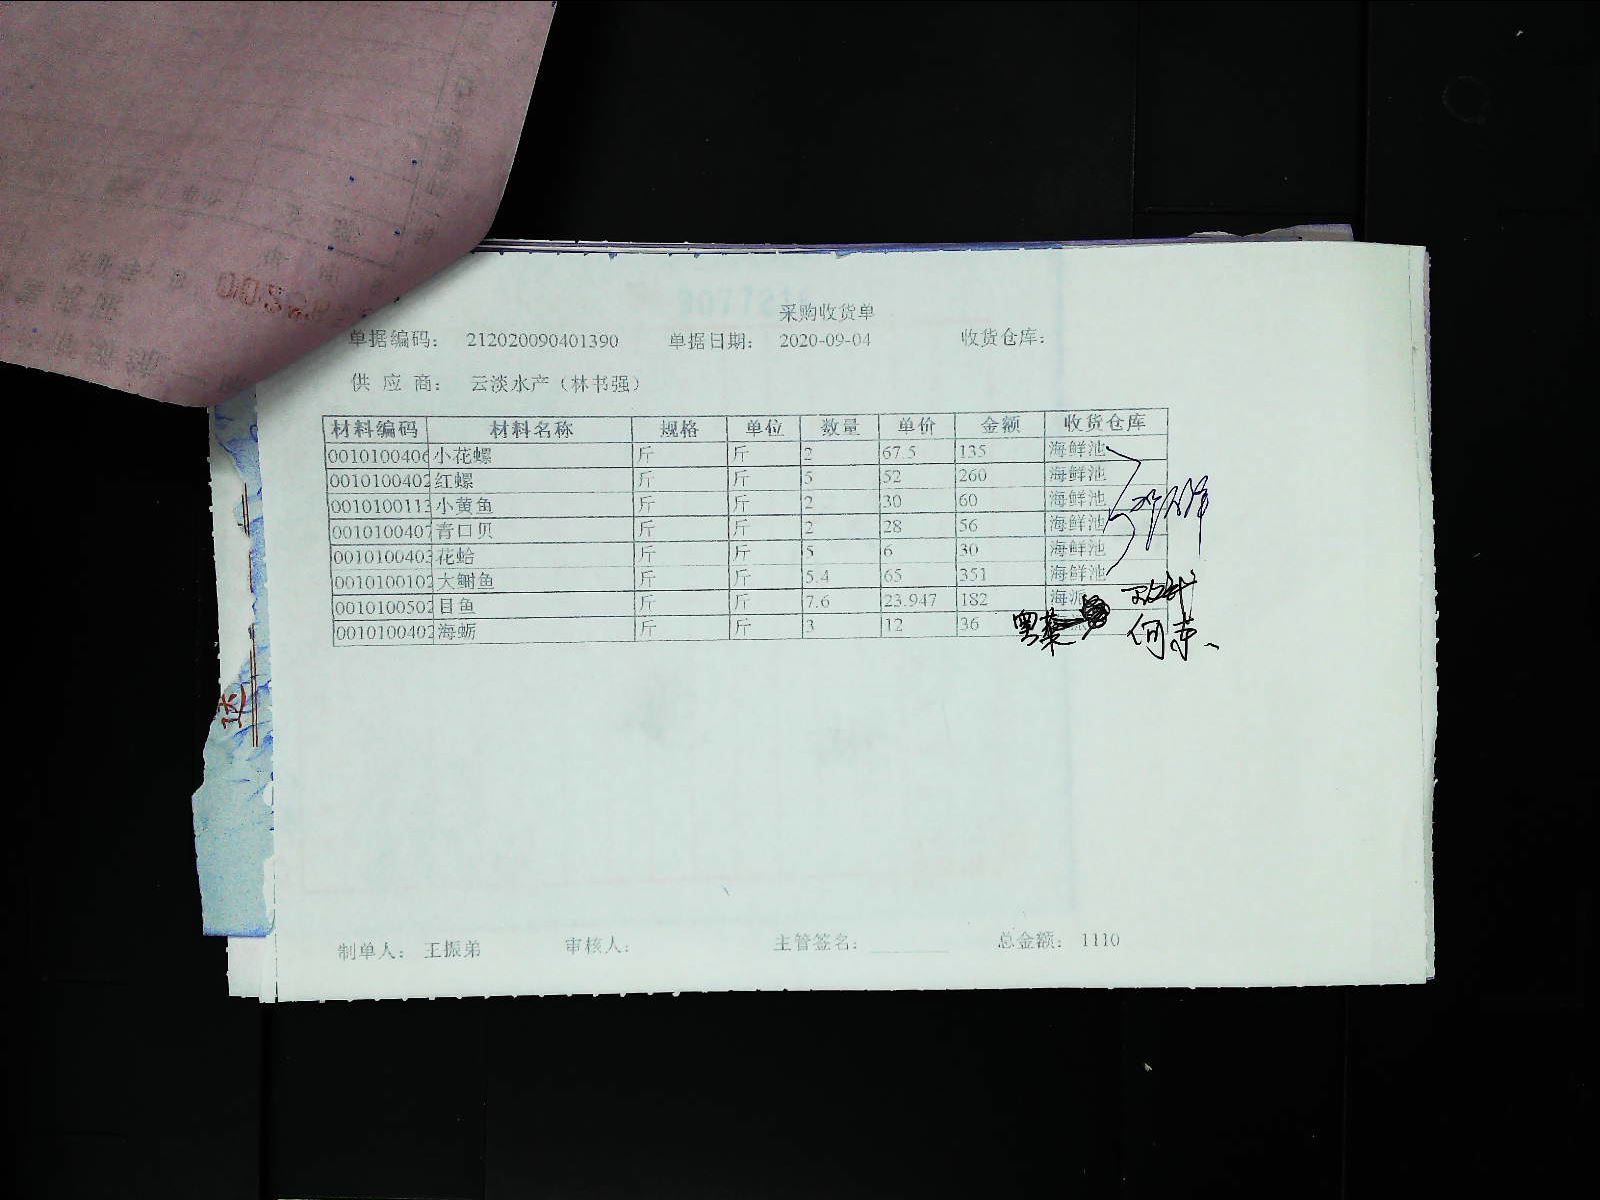 采购收货单
单据编码: 212020090401390 单据日期: 2020-09-04 收货仓库:
供 应 商: 云淡水产(林书强)
材料编码 材料名称 规格 单位 数量 单价 金额 收货仓库
0010100406 小花螺 斤 斤 2 67.5 135 海鲜池
0010100402 红螺 斤 斤 5 52 260 海鲜池
0010100113 小黄鱼 斤 斤 2 30 60 海鲜池
0010100407 青口贝 斤 斤 2 28 56 海鲜池
0010100403 花蛤 斤 斤 5 6 30 海鲜池
0010100102 大鲥鱼 斤 斤 5.4 65 351 海鲜池
0010100502 目鱼 斤 斤 7.6 23.947 182 海
0010100402 海蛎 斤 斤 3 12 36
粤菜
制单人: 王振弟 审核人: 主管签名: 总金额: 1110